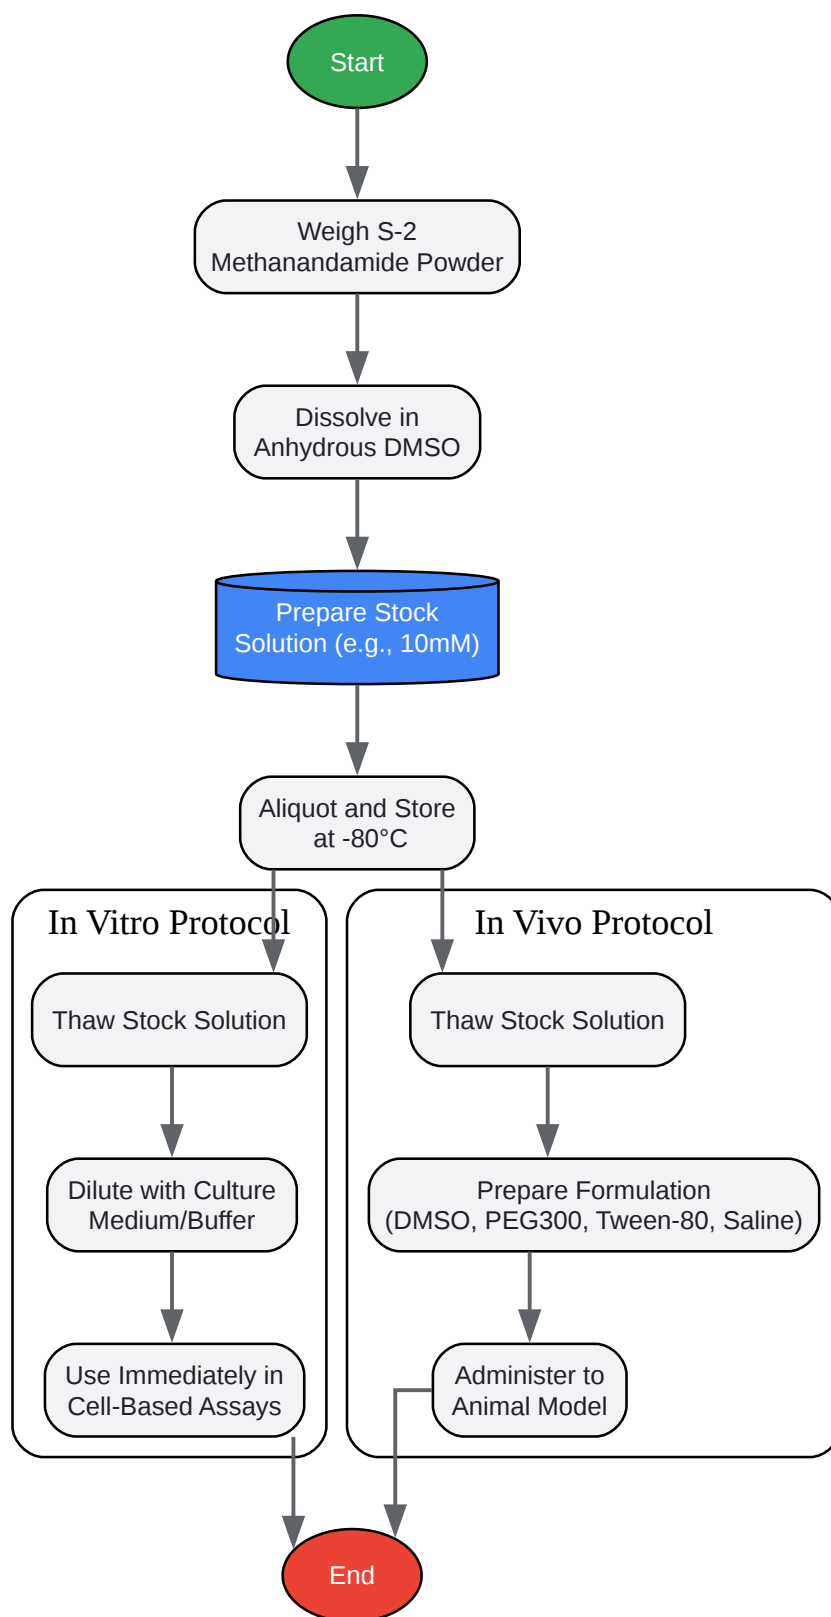 Start
Weigh S-2
Methanandamide Powder
Dissolve in
Anhydrous DMSO
Prepare Stock
Solution (e.g., 10mM)
Aliquot and Store
at -80°C
In Vitro Protocol
Thaw Stock Solution
Dilute with Culture
Medium/Buffer
Use Immediately in
Cell-Based Assays
In Vivo Protocol
Thaw Stock Solution
Prepare Formulation
(DMSO, PEG300, Tween-80, Saline)
Administer to
Animal Model
End